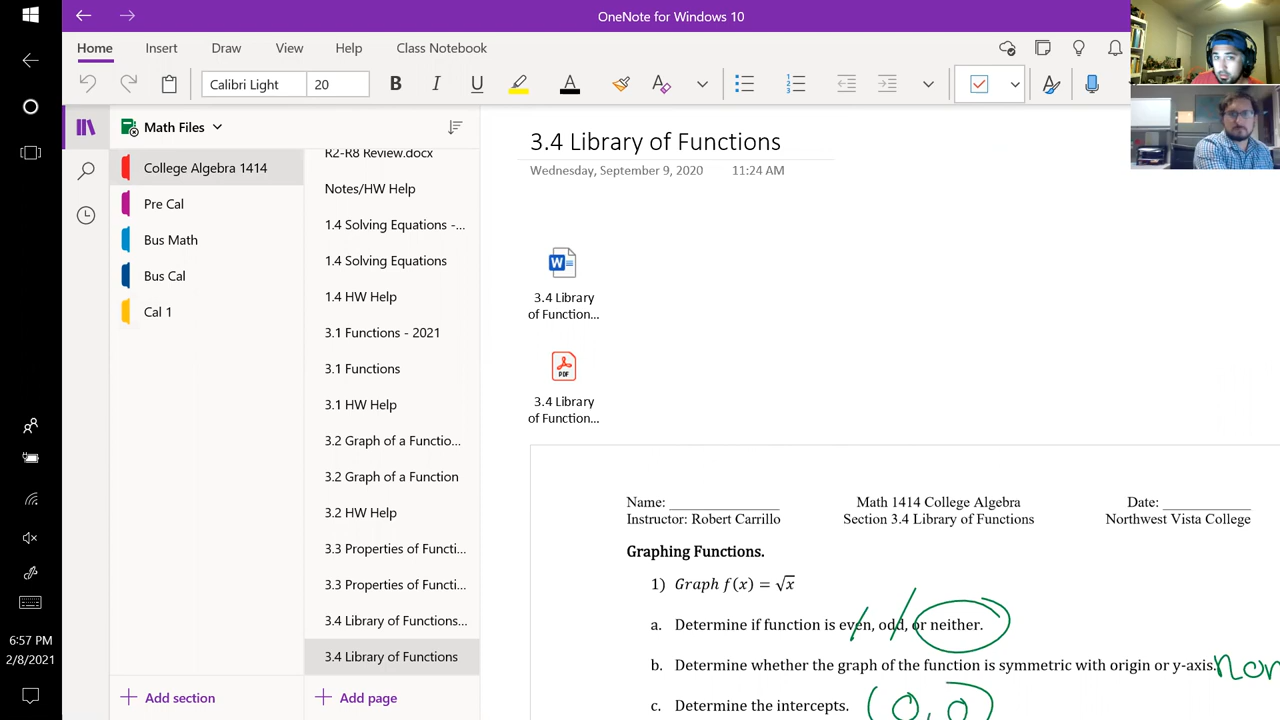 OneNote for Windows 10
Home Insert Draw View Help Class Notebook
Calibri Light 20 B I U A A
Math Files
College Algebra 1414
Pre Cal
Bus Math
Bus Cal
Cal 1
Add section
R2-R8 Review.docx
Notes/HW Help
1.4 Solving Equations -...
1.4 Solving Equations
1.4 HW Help
3.1 Functions - 2021
3.1 Functions
3.1 HW Help
3.2 Graph of a Functio...
3.2 Graph of a Function
3.2 HW Help
3.3 Properties of Functi...
3.3 Properties of Functi...
3.4 Library of Functions...
3.4 Library of Functions
Add page
3.4 Library of Functions
Wednesday, September 9, 2020 11:24 AM
W
3.4 Library
of Function...
PDF
3.4 Library
of Function...
Name: ______________ Math 1414 College Algebra Date: ___________
Instructor: Robert Carrillo Section 3.4 Library of Functions Northwest Vista College
Graphing Functions.
1) Graph f(x) = √x
a. Determine if function is even, odd, or neither.
b. Determine whether the graph of the function is symmetric with origin or y-axis.
c. Determine the intercepts. (0,0)
6:57 PM
2/8/2021